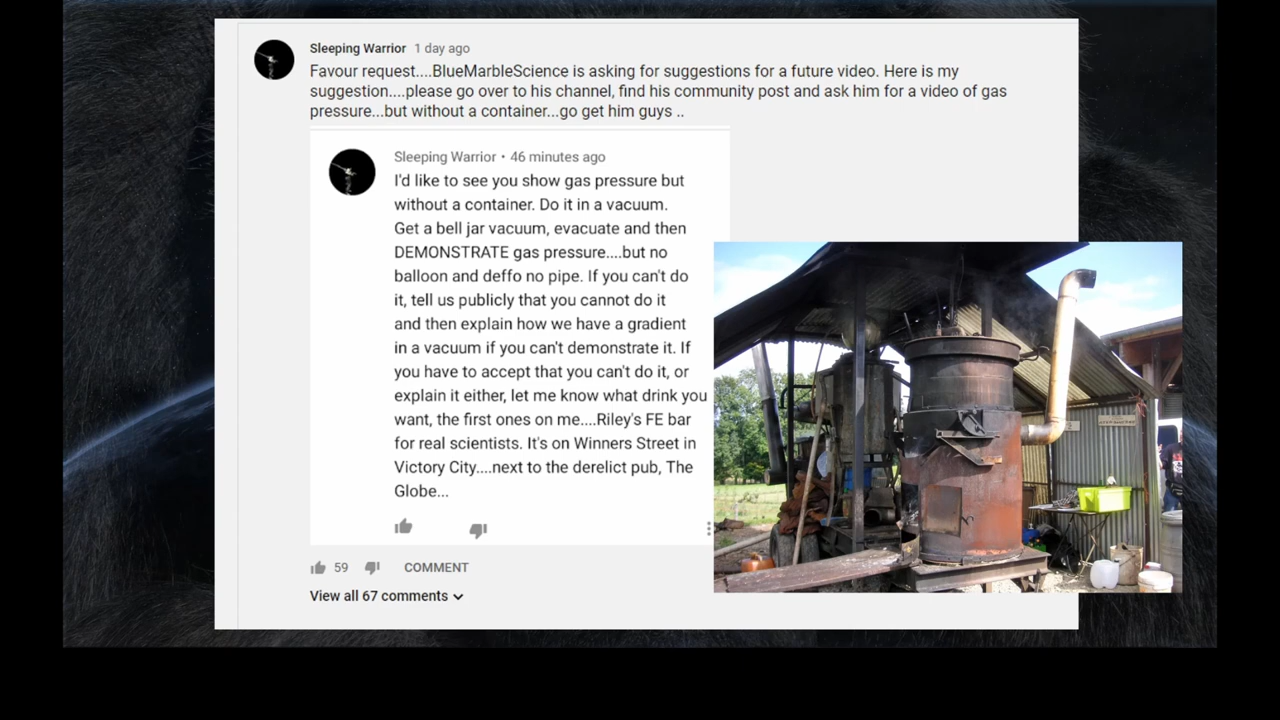 Sleeping Warrior 1 day ago
Favour request....BlueMarbleScience is asking for suggestions for a future video. Here is my
suggestion....please go over to his channel, find his community post and ask him for a video of gas
pressure...but without a container...go get him guys ..
Sleeping Warrior • 46 minutes ago
I'd like to see you show gas pressure but
without a container. Do it in a vacuum.
Get a bell jar vacuum, evacuate and then
DEMONSTRATE gas pressure....but no
balloon and deffo no pipe. If you can't do
it, tell us publicly that you cannot do it
and then explain how we have a gradient
in a vacuum if you can't demonstrate it. If
you have to accept that you can't do it, or
explain it either, let me know what drink you
want, the first ones on me....Riley's FE bar
for real scientists. It's on Winners Street in
Victory City....next to the derelict pub, The
Globe...
59 COMMENT
View all 67 comments